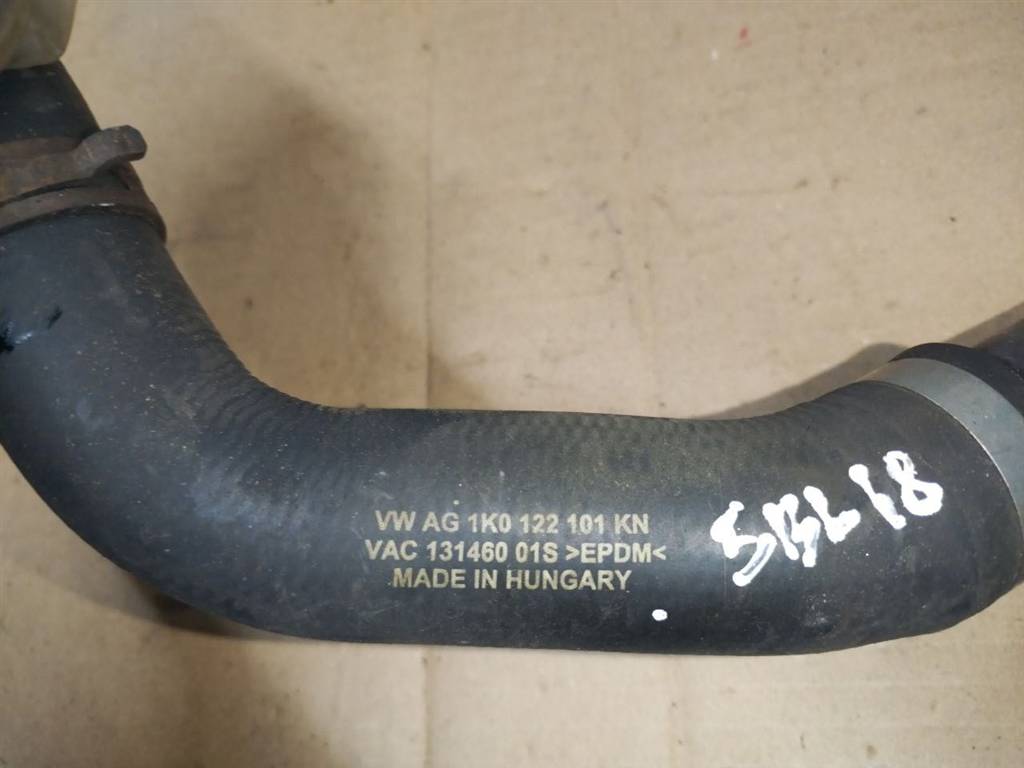 VW AG 1K0 122 101 KN
VAC 131460 01S >EPDM<
MADE IN HUNGARY